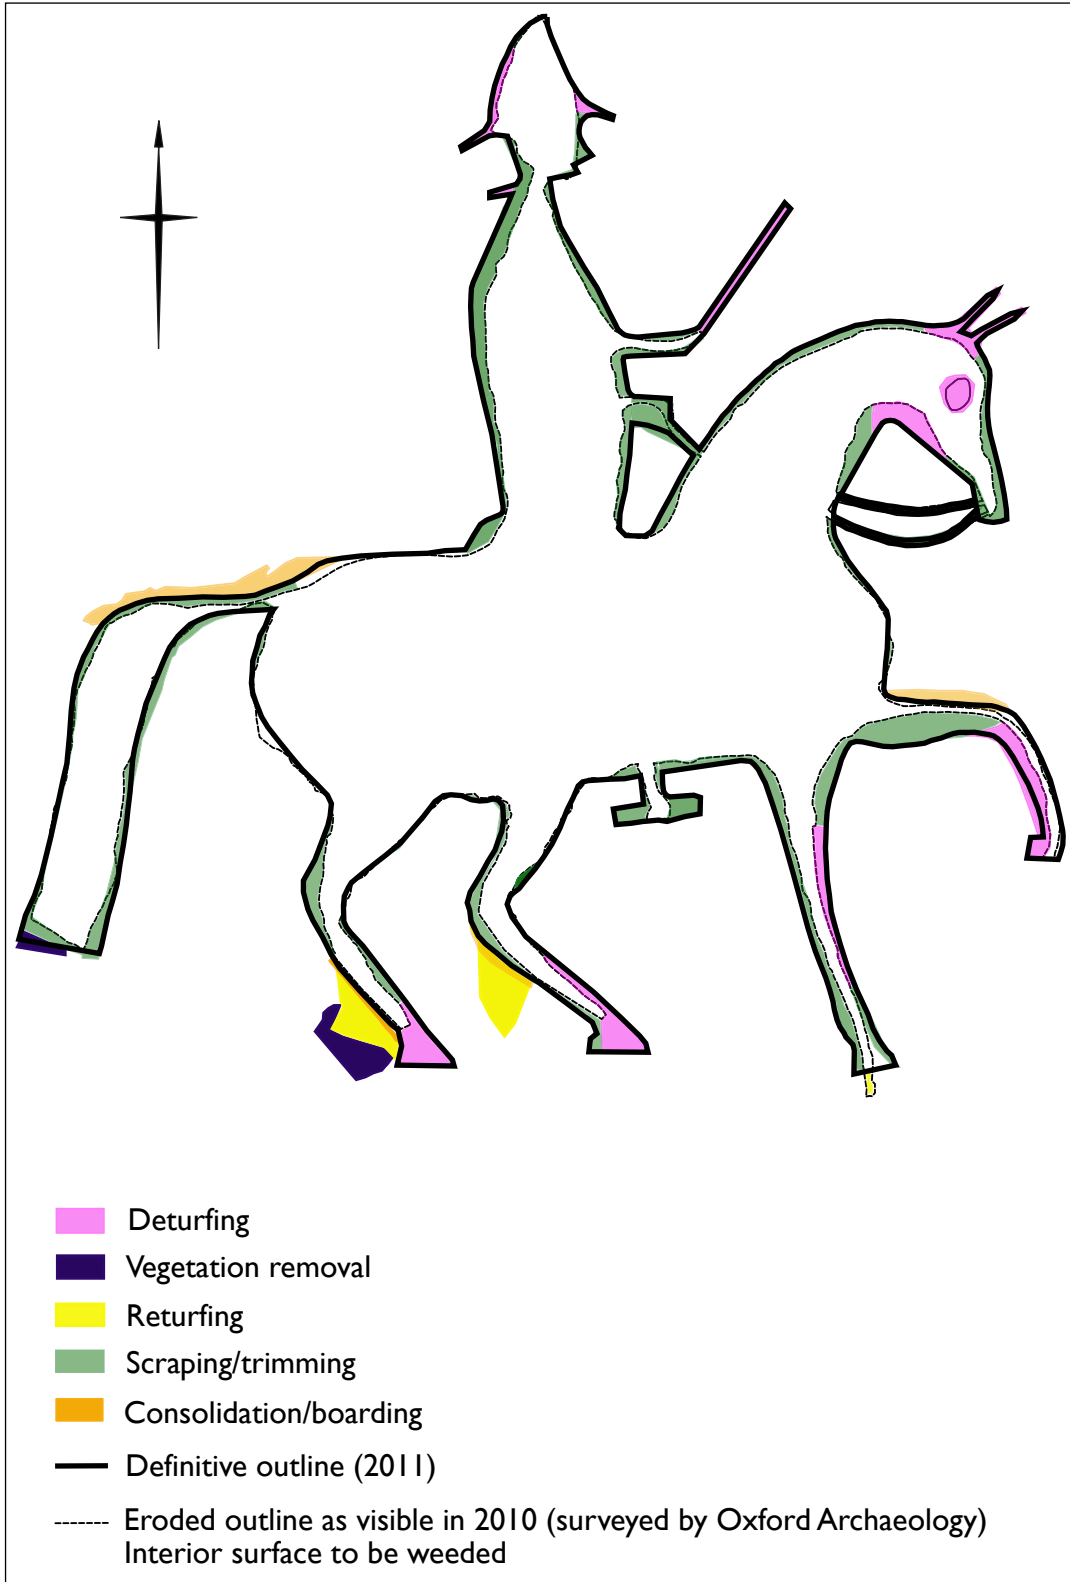 Deturfing
Vegetation removal
Returfing
Scraping/trimming
Consolidation/boarding
Definitive outline (2011)
Eroded outline as visible in 2010 (surveyed by Oxford Archaeology)
Interior surface to be weeded